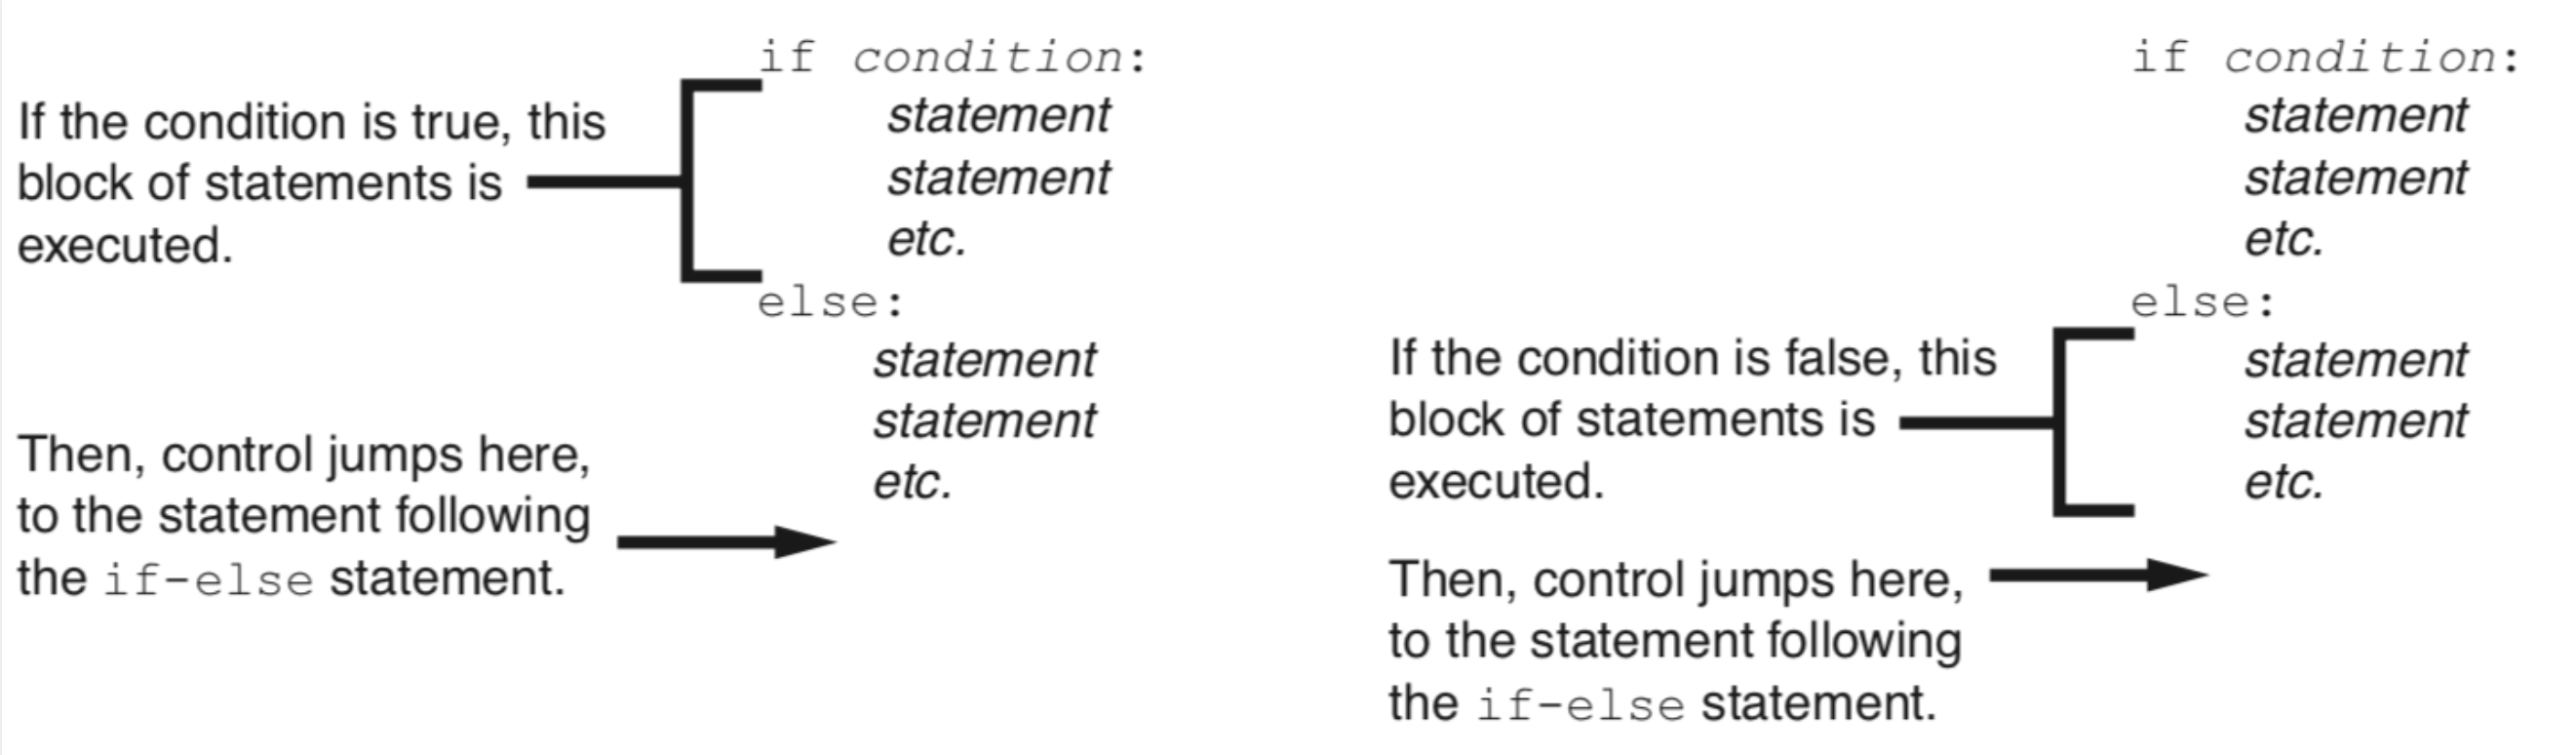 if condition:
If the condition is true, this
block of statements is
executed.
statement
statement
etc.
else:
statement
statement
etc.
Then, control jumps here,
to the statement following
the if-else statement.
if condition:
statement
statement
etc.
else:
If the condition is false, this
block of statements is
executed.
statement
statement
etc.
Then, control jumps here,
to the statement following
the if-else statement.